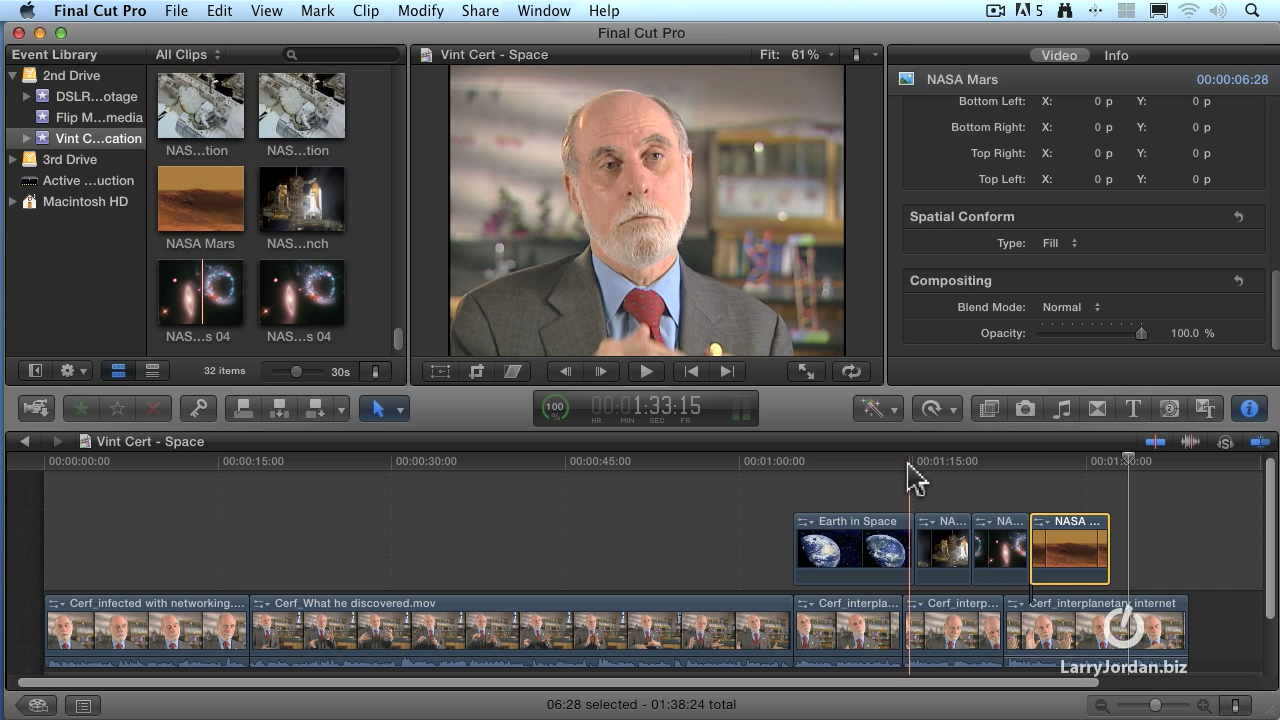 Final Cut Pro File Edit View Mark Clip Modify Share Window Help 5
Final Cut Pro
Event Library All Clips
2nd Drive
DSLR...otage
Flip M...media
Vint C...cation
3rd Drive
Active ...uction
Macintosh HD
NAS...tion NAS...tion
NASA Mars NAS...nch
NAS...s 04 NAS...s 04
32 items 30s
Vint Cert - Space Fit: 61%
Video Info
NASA Mars 00:00:06:28
Bottom Left: X: 0 p Y: 0 p
Bottom Right: X: 0 p Y: 0 p
Top Right: X: 0 p Y: 0 p
Top Left: X: 0 p Y: 0 p
Spatial Conform
Type: Fill
Compositing
Blend Mode: Normal
Opacity: 100.0 %
100 % 00:01:33:15
HR MIN SEC FR
Vint Cert - Space
00:00:00:00 00:00:15:00 00:00:30:00 00:00:45:00 00:01:00:00 00:01:15:00
Earth in Space NA... NA... NASA ...
Cerf_infected with networking.... Cerf_What he discovered.mov Cerf_interpla... Cerf_interp... Cerf_interplanetary internet
LarryJordan.biz
06:28 selected - 01:38:24 total